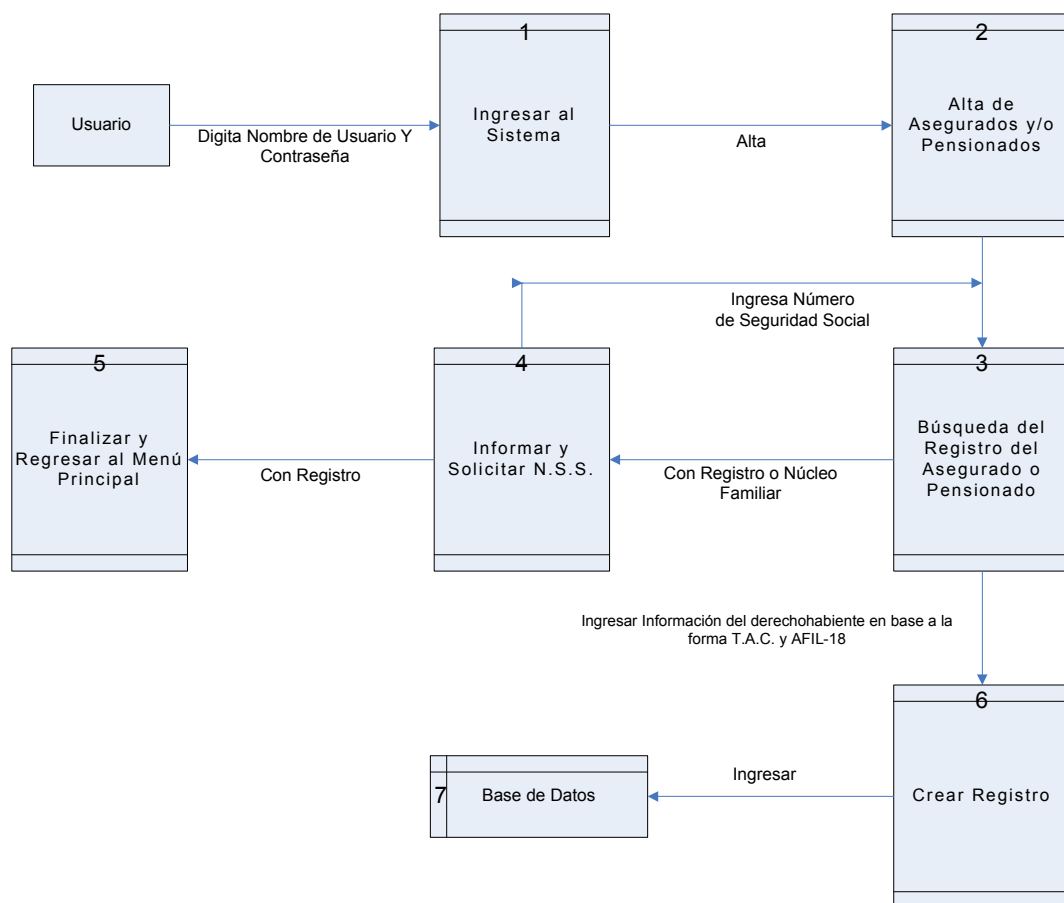 1
2
Usuario
Digita Nombre de Usuario Y
Contraseña
Ingresar al
Sistema
Alta
Alta de
Asegurados y/o
Pensionados
Ingresa Número
de Seguridad Social
5
4
3
Finalizar y
Regresar al Menú
Principal
Con Registro
Informar y
Solicitar N.S.S.
Con Registro o Núcleo
Familiar
Búsqueda del
Registro del
Asegurado o
Pensionado
Ingresar Información del derechohabiente en base a la
forma T.A.C. y AFIL-18
6
7
Base de Datos
Ingresar
Crear Registro